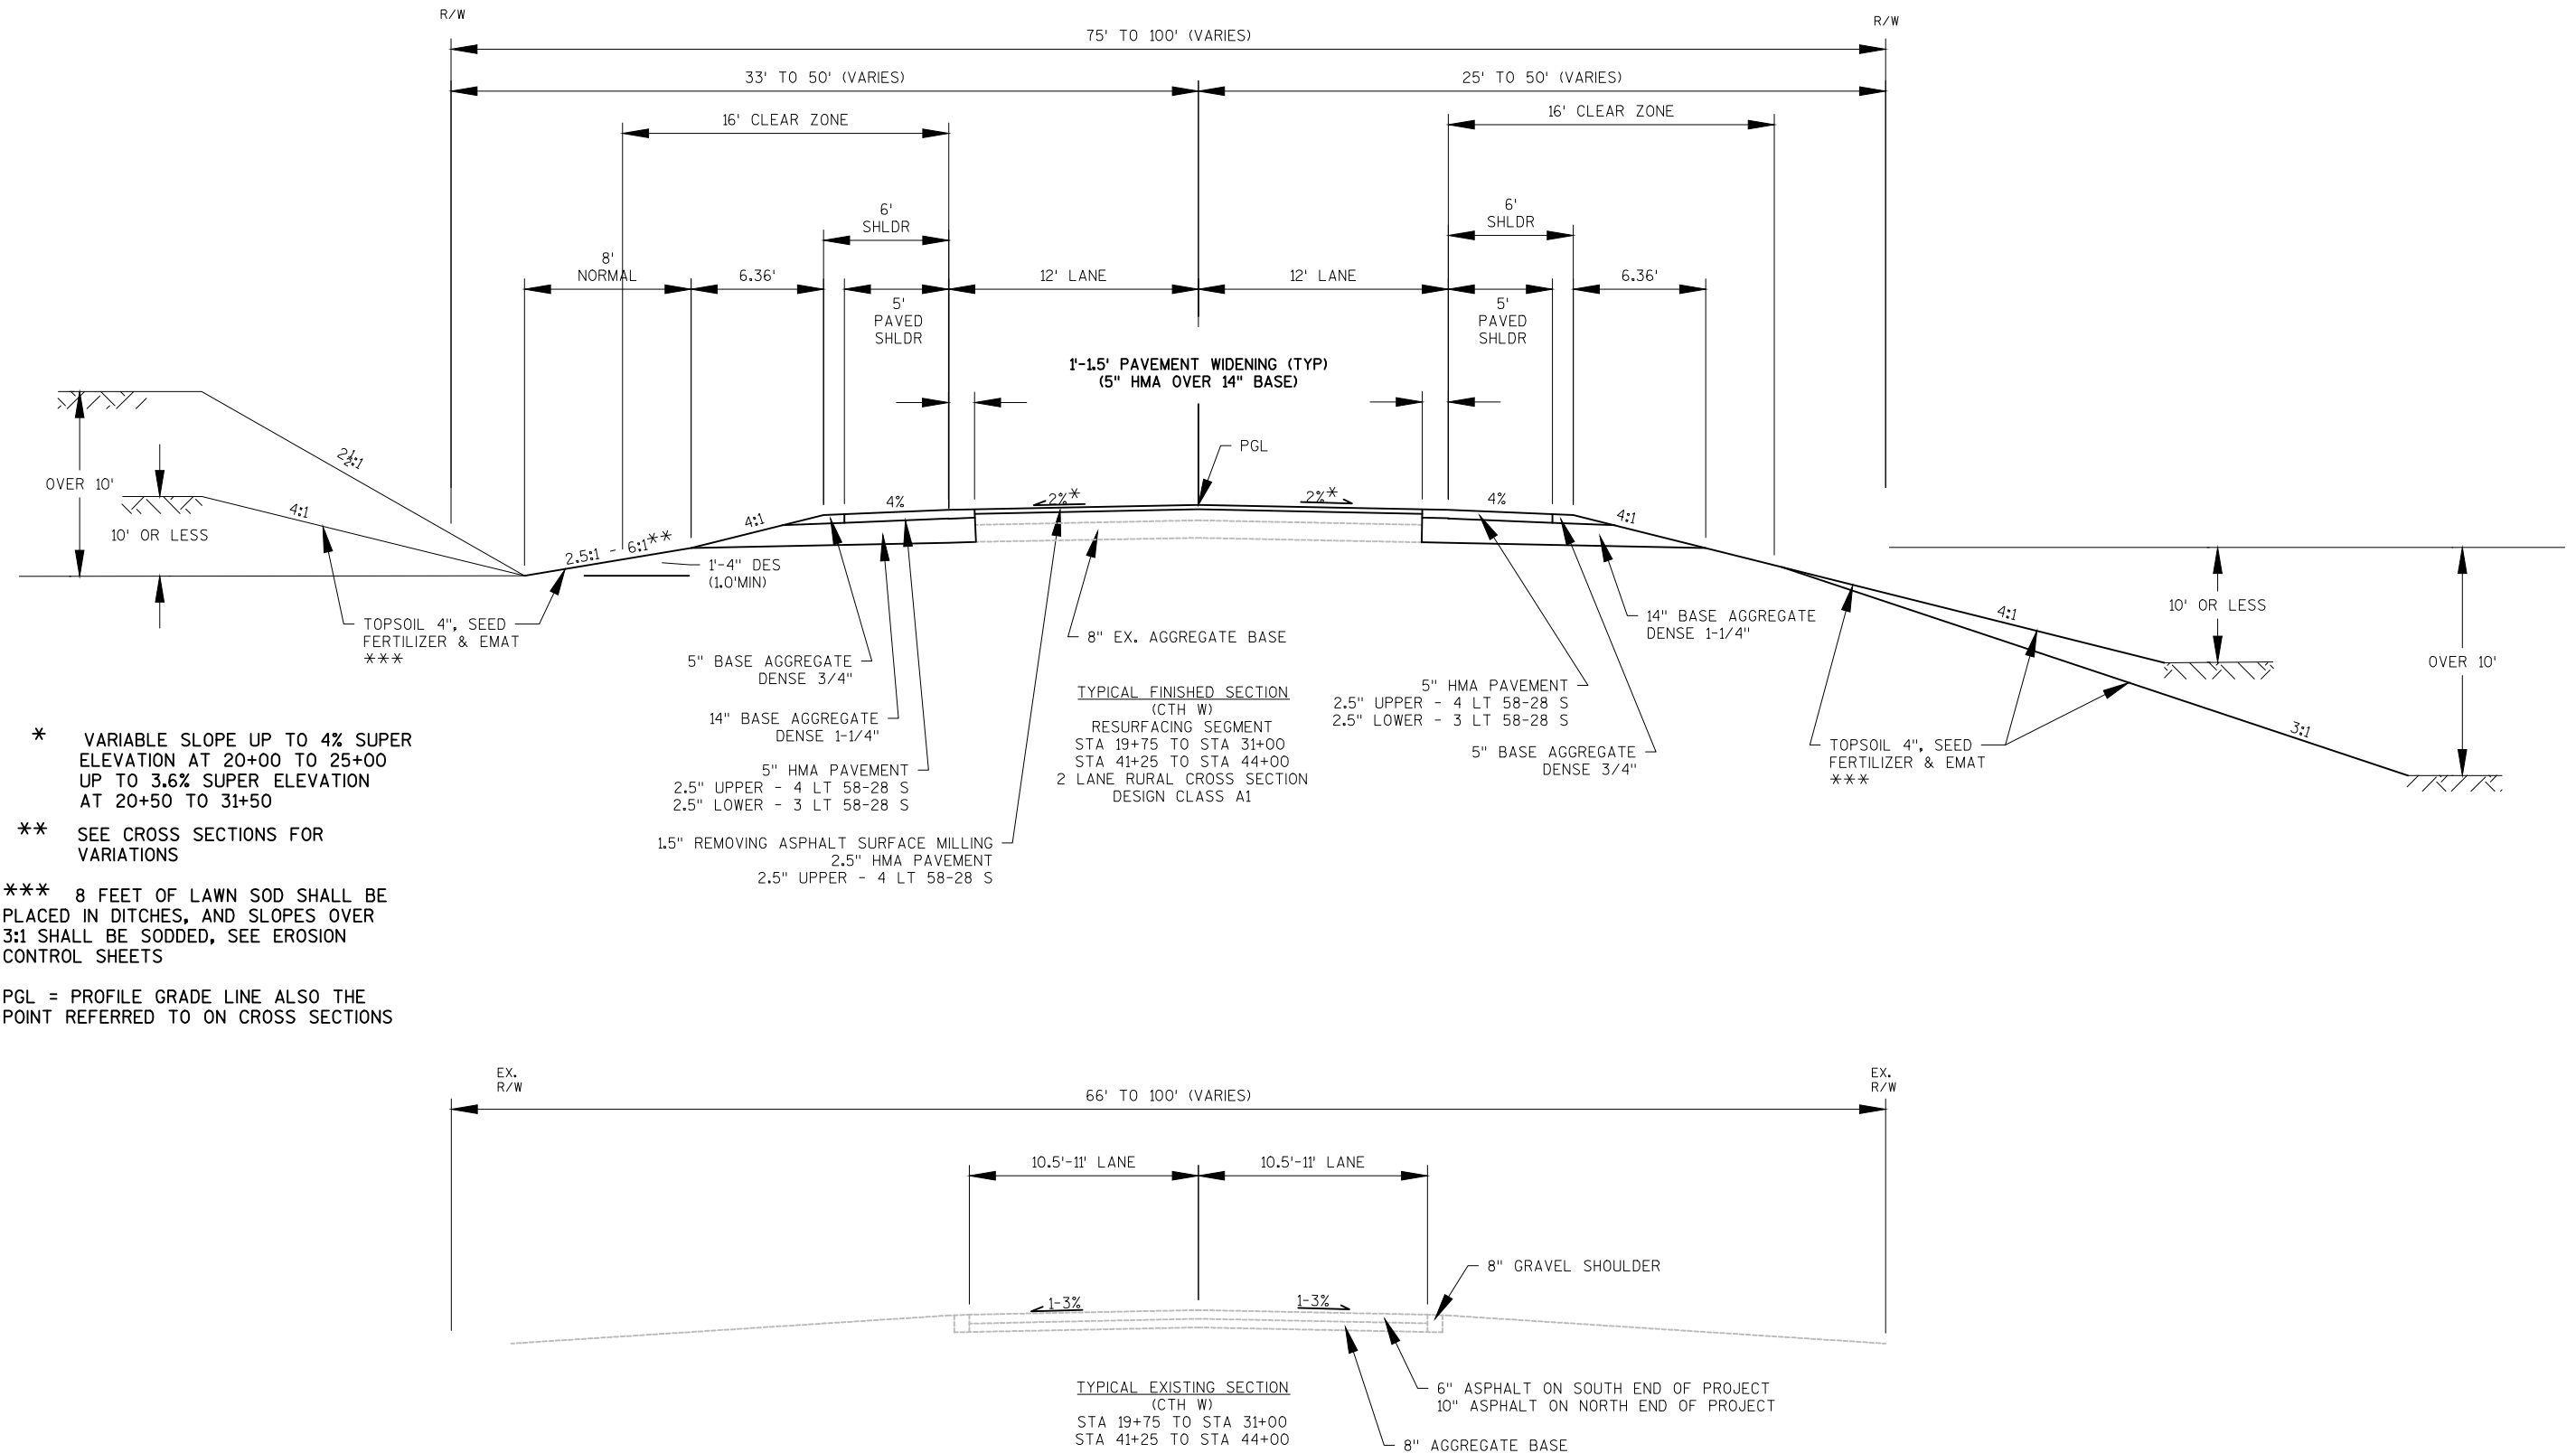 R/W
R/W
75' TO 100' (VARIES)
33' TO 50' (VARIES)
25' TO 50' (VARIES)
16' CLEAR ZONE
16' CLEAR ZONE
6'
SHLDR
6'
SHLDR
8'
NORMAL
6.36'
12' LANE
12' LANE
6.36'
5'
PAVED
SHLDR
5'
PAVED
SHLDR
1'-1.5' PAVEMENT WIDENING (TYP)
(5" HMA OVER 14" BASE)
PGL
2½:1
OVER 10'
4:1
10' OR LESS
2.5:1 - 6:1**
4:1
4%
2%*
2%*
4%
4:1
1'-4" DES
(1.0'MIN)
TOPSOIL 4", SEED
FERTILIZER & EMAT
***
5" BASE AGGREGATE
DENSE 3/4"
14" BASE AGGREGATE
DENSE 1-1/4"
5" HMA PAVEMENT
2.5" UPPER - 4 LT 58-28 S
2.5" LOWER - 3 LT 58-28 S
1.5" REMOVING ASPHALT SURFACE MILLING
2.5" HMA PAVEMENT
2.5" UPPER - 4 LT 58-28 S
8" EX. AGGREGATE BASE
TYPICAL FINISHED SECTION
(CTH W)
RESURFACING SEGMENT
STA 19+75 TO STA 31+00
STA 41+25 TO STA 44+00
2 LANE RURAL CROSS SECTION
DESIGN CLASS A1
14" BASE AGGREGATE
DENSE 1-1/4"
5" HMA PAVEMENT
2.5" UPPER - 4 LT 58-28 S
2.5" LOWER - 3 LT 58-28 S
5" BASE AGGREGATE
DENSE 3/4"
4:1
10' OR LESS
OVER 10'
3:1
TOPSOIL 4", SEED
FERTILIZER & EMAT
***
* VARIABLE SLOPE UP TO 4% SUPER
ELEVATION AT 20+00 TO 25+00
UP TO 3.6% SUPER ELEVATION
AT 20+50 TO 31+50
** SEE CROSS SECTIONS FOR
VARIATIONS
*** 8 FEET OF LAWN SOD SHALL BE
PLACED IN DITCHES, AND SLOPES OVER
3:1 SHALL BE SODDED, SEE EROSION
CONTROL SHEETS
PGL = PROFILE GRADE LINE ALSO THE
POINT REFERRED TO ON CROSS SECTIONS
EX.
R/W
EX.
R/W
66' TO 100' (VARIES)
10.5'-11' LANE
10.5'-11' LANE
1-3%
1-3%
8" GRAVEL SHOULDER
6" ASPHALT ON SOUTH END OF PROJECT
10" ASPHALT ON NORTH END OF PROJECT
8" AGGREGATE BASE
TYPICAL EXISTING SECTION
(CTH W)
STA 19+75 TO STA 31+00
STA 41+25 TO STA 44+00